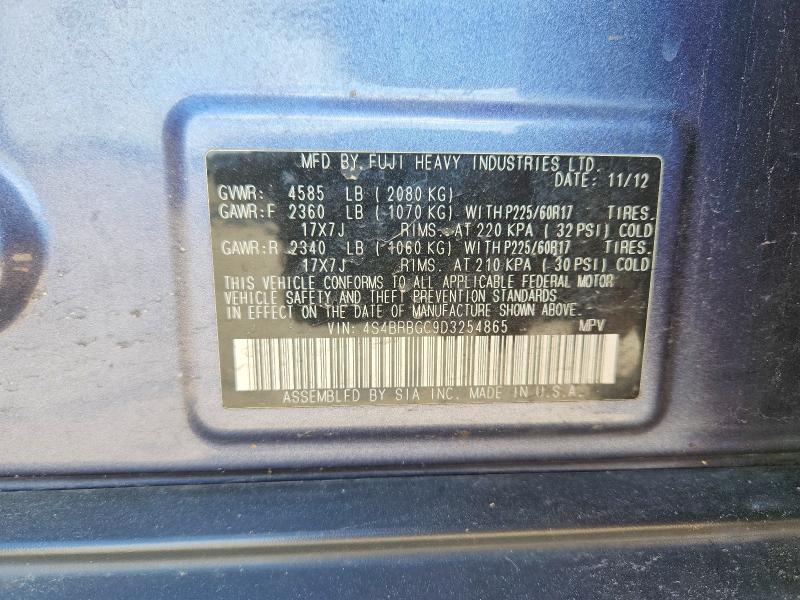 MFD BY FUJI HEAVY INDUSTRIES LTD.
DATE: 11/12
GVWR: 4585 LB ( 2080 KG)
GAWR:F 2360 LB ( 1070 KG) WITH P225/60R17 TIRES.
17X7J RIMS. AT 220 KPA ( 32 PSI) COLD
GAWR:R 2340 LB ( 1060 KG) WITH P225/60R17 TIRES.
17X7J RIMS. AT 210 KPA ( 30 PSI) COLD
THIS VEHICLE CONFORMS TO ALL APPLICABLE FEDERAL MOTOR
VEHICLE SAFETY AND THEFT PREVENTION STANDARDS
IN EFFECT ON THE DATE OF MANUFACTURE SHOWN ABOVE.
VIN: 4S4BRBGC9D3254865 MPV
ASSEMBLED BY SIA INC. MADE IN U.S.A.